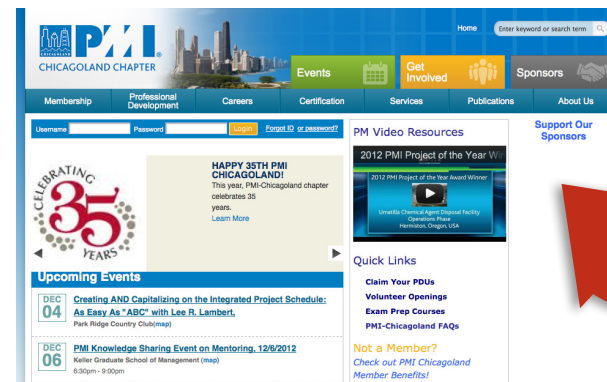 Home
Enter keyword or search term
CHICAGOLAND
PMI
CHICAGOLAND CHAPTER
Events
Get
Involved
Sponsors
Membership
Professional
Development
Careers
Certification
Services
Publications
About Us
Username
Password
Login
Forgot ID or password?
CELEBRATING
35
YEARS
HAPPY 35TH PMI
CHICAGOLAND!
This year, PMI-Chicagoland chapter
celebrates 35
years.
Learn More
Upcoming Events
DEC
04
Creating AND Capitalizing on the Integrated Project Schedule:
As Easy As "ABC" with Lee R.
Lambert,
Park Ridge Country Club(map)
DEC
06
PMI Knowledge Sharing Event on Mentoring, 12/6/2012
Keller Graduate School of Management (map)
6:30pm - 9:00pm
PM Video Resources
2012 PMI Project of the Year Win
2012 PMI Project of the Year Award Winner
Umatilla Chemical Agent Disposal Facility
Operations Phase
Hermiston, Oregon, USA
Quick Links
Claim Your PDUs
Volunteer Openings
Exam Prep Courses
PMI-Chicagoland FAQs
Not a Member?
Check out PMI Chicagoland
Member Benefits!
Support Our
Sponsors